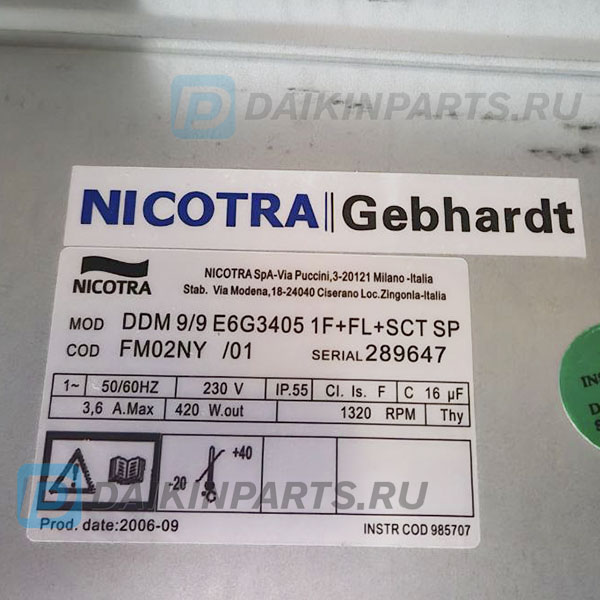 DAIKINPARTS.RU
NICOTRA||Gebhardt
NICOTRA
NICOTRA SpA-Via Puccini,3-20121 Milano -Italia
Stab. Via Modena,18-24040 Ciserano Loc.Zingonia-Italia
MOD DDM 9/9 E6G3405 1F+FL+SCT SP
COD FM02NY /01 SERIAL 289647
1~ 50/60HZ 230 V IP.55 Cl. Is. F C 16 µF
3,6 A.Max 420 W.out 1320 RPM Thy
-20 +40
°C
DAIKINPARTS.RU
Prod. date:2006-09 INSTR COD 985707